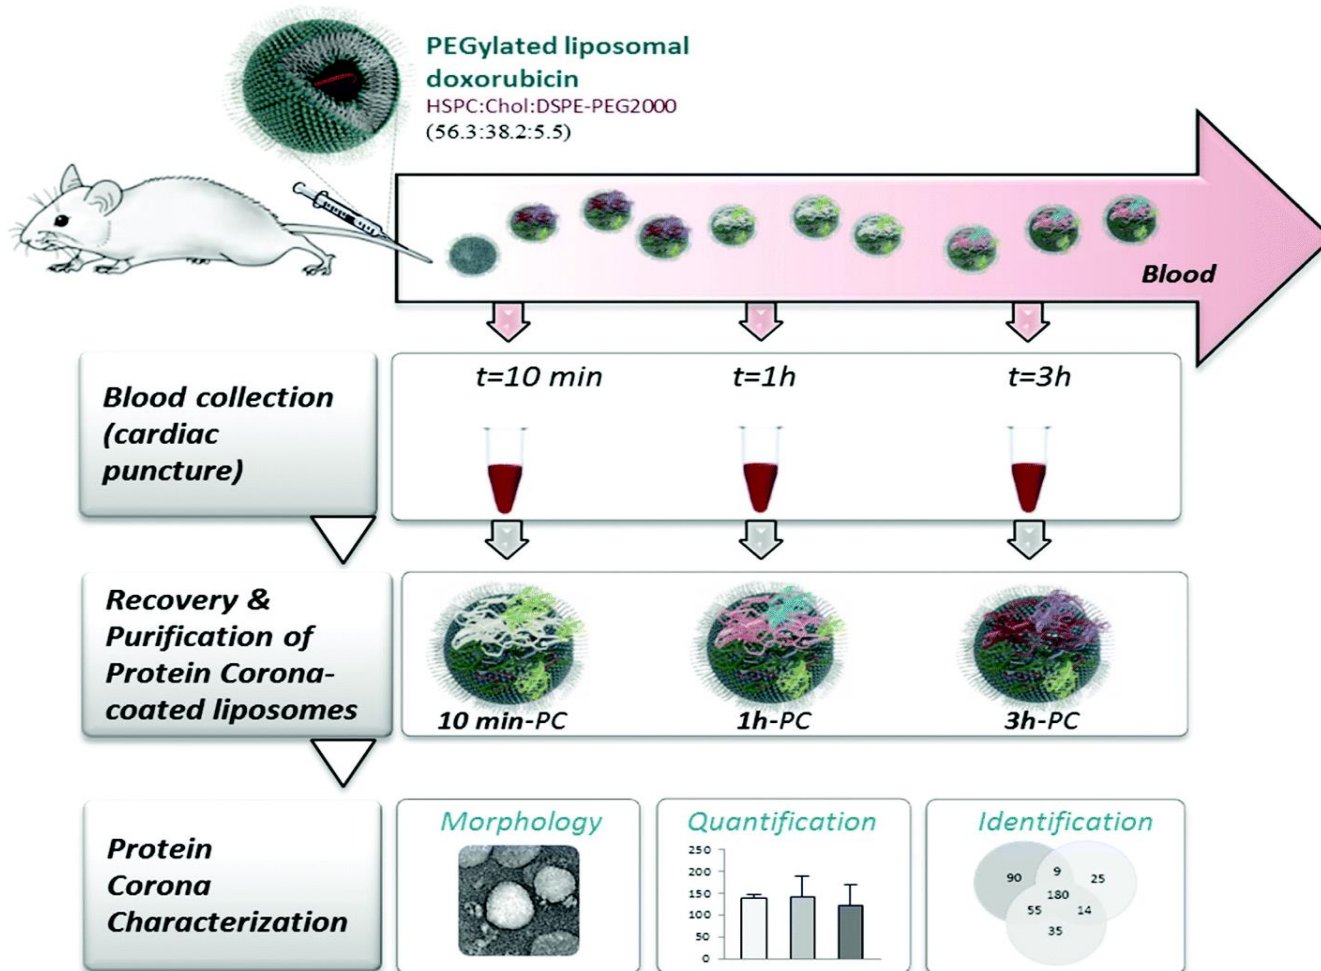 PEGylated liposomal
doxorubicin
HSPC:Chol:DSPE-PEG2000
(56.3:38.2:5.5)
Blood
Blood collection
(cardiac
puncture)
t=10 min
t=1h
t=3h
Recovery &
Purification of
Protein Corona-
coated liposomes
10 min-PC
1h-PC
3h-PC
Protein
Corona
Characterization
Morphology
Quantification
250
200
150
100
50
0
Identification
90
9
25
180
55
14
35